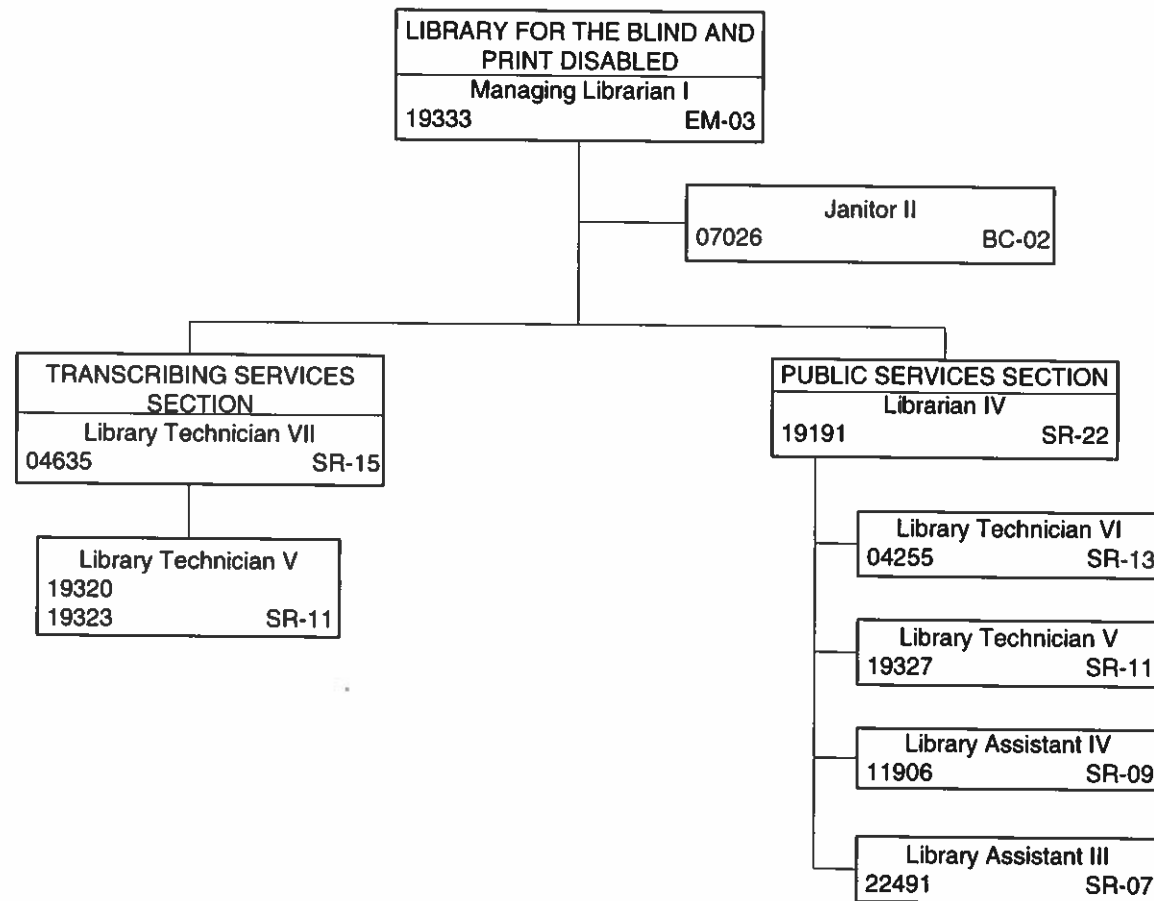 LIBRARY FOR THE BLIND AND
PRINT DISABLED
Managing Librarian I
19333 EM-03
Janitor II
07026 BC-02
TRANSCRIBING SERVICES
SECTION
Library Technician VII
04635 SR-15
Library Technician V
19320
19323 SR-11
PUBLIC SERVICES SECTION
Librarian IV
19191 SR-22
Library Technician VI
04255 SR-13
Library Technician V
19327 SR-11
Library Assistant IV
11906 SR-09
Library Assistant III
22491 SR-07